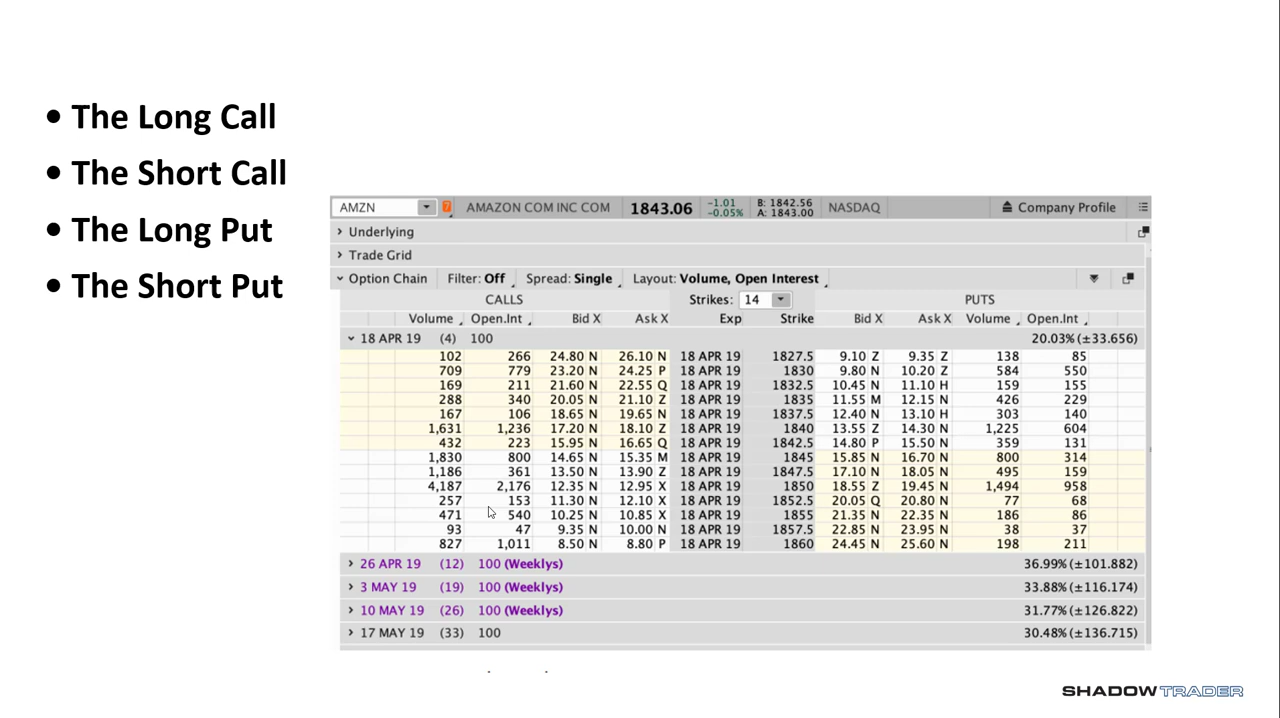 • The Long Call
• The Short Call
• The Long Put
• The Short Put
AMZN ? AMAZON COM INC COM 1843.06 -1.01 -0.05% B: 1842.56 A: 1843.00 NASDAQ Company Profile
> Underlying
> Trade Grid
Option Chain Filter: Off Spread: Single Layout: Volume, Open Interest
CALLS Strikes: 14 PUTS
Volume Open.Int Bid X Ask X Exp Strike Bid X Ask X Volume Open.Int
18 APR 19 (4) 100 20.03% (±33.656)
102 266 24.80 N 26.10 N 18 APR 19 1827.5 9.10 Z 9.35 Z 138 85
709 779 23.20 N 24.25 P 18 APR 19 1830 9.80 N 10.20 Z 584 550
169 211 21.60 N 22.55 Q 18 APR 19 1832.5 10.45 N 11.10 H 159 155
288 340 20.05 N 21.10 Z 18 APR 19 1835 11.55 M 12.15 N 426 229
167 106 18.65 N 19.65 N 18 APR 19 1837.5 12.40 N 13.10 H 303 140
1,631 1,236 17.20 N 18.10 Z 18 APR 19 1840 13.55 Z 14.30 N 1,225 604
432 223 15.95 N 16.65 Q 18 APR 19 1842.5 14.80 P 15.50 N 359 131
1,830 800 14.65 N 15.35 M 18 APR 19 1845 15.85 N 16.70 N 800 314
1,186 361 13.50 N 13.90 Z 18 APR 19 1847.5 17.10 N 18.05 N 495 159
4,187 2,176 12.35 N 12.95 X 18 APR 19 1850 18.55 Z 19.45 N 1,494 958
257 153 11.30 N 12.10 X 18 APR 19 1852.5 20.05 Q 20.80 N 77 68
471 540 10.25 N 10.85 X 18 APR 19 1855 21.35 N 22.35 N 186 86
93 47 9.35 N 10.00 N 18 APR 19 1857.5 22.85 N 23.95 N 38 37
827 1,011 8.50 N 8.80 P 18 APR 19 1860 24.45 N 25.60 N 198 211
> 26 APR 19 (12) 100 (Weeklys) 36.99% (±101.882)
> 3 MAY 19 (19) 100 (Weeklys) 33.88% (±116.174)
> 10 MAY 19 (26) 100 (Weeklys) 31.77% (±126.822)
> 17 MAY 19 (33) 100 30.48% (±136.715)
SHADOWTRADER